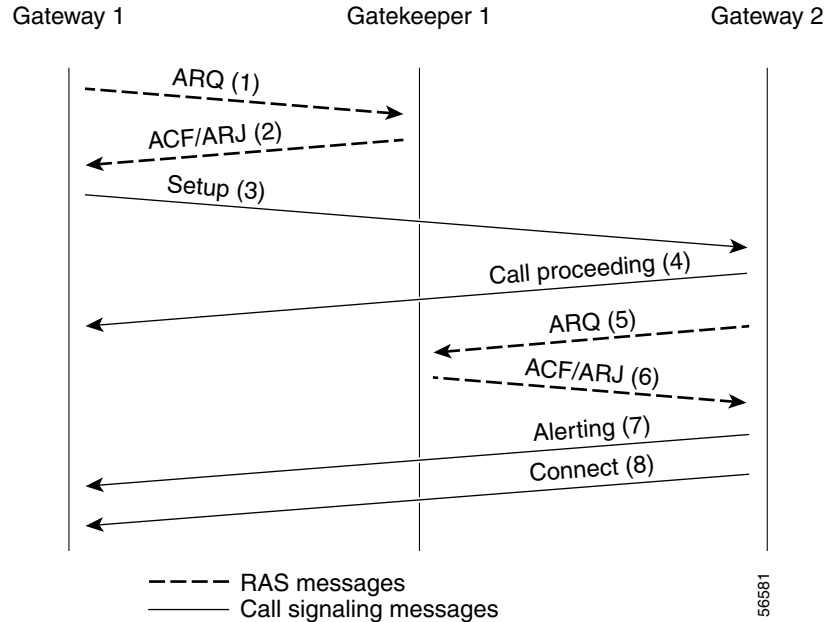 Gateway 1
Gatekeeper 1
Gateway 2
ARQ (1)
ACF/ARJ (2)
Setup (3)
Call proceeding (4)
ARQ (5)
ACF/ARJ (6)
Alerting (7)
Connect (8)
RAS messages
Call signaling messages
56581